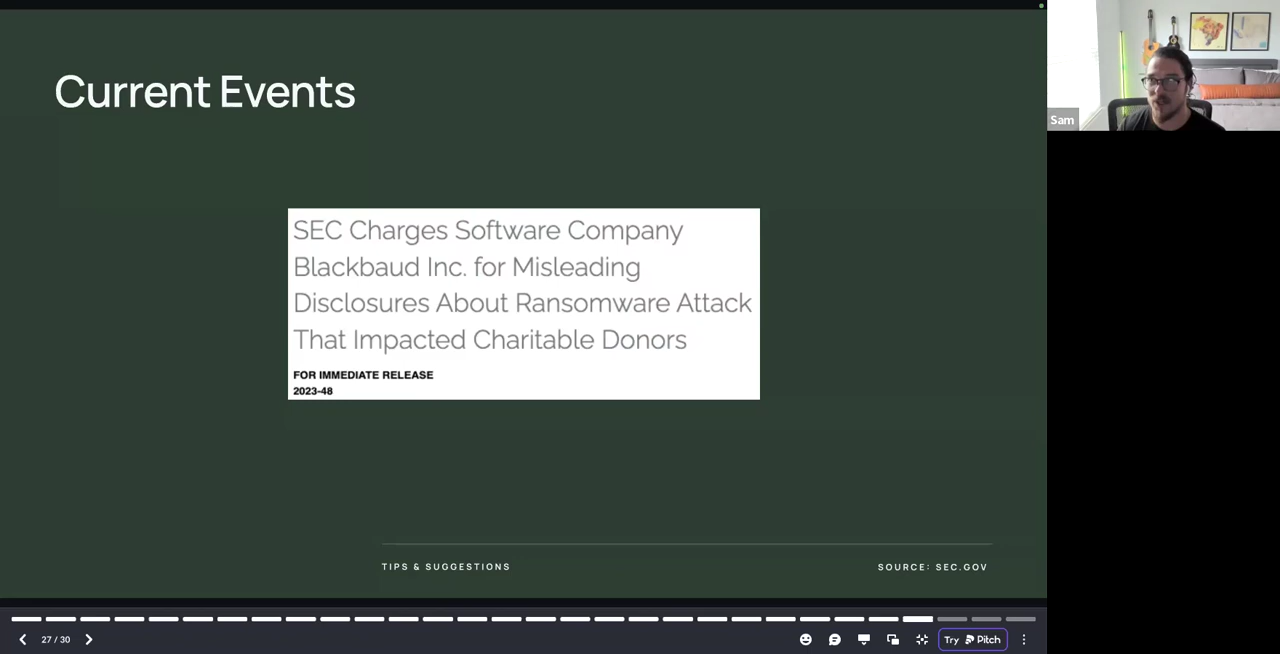 Current Events
SEC Charges Software Company
Blackbaud Inc. for Misleading
Disclosures About Ransomware Attack
That Impacted Charitable Donors
FOR IMMEDIATE RELEASE
2023-48
TIPS & SUGGESTIONS
SOURCE: SEC.GOV
Sam
27 / 30
Try Pitch